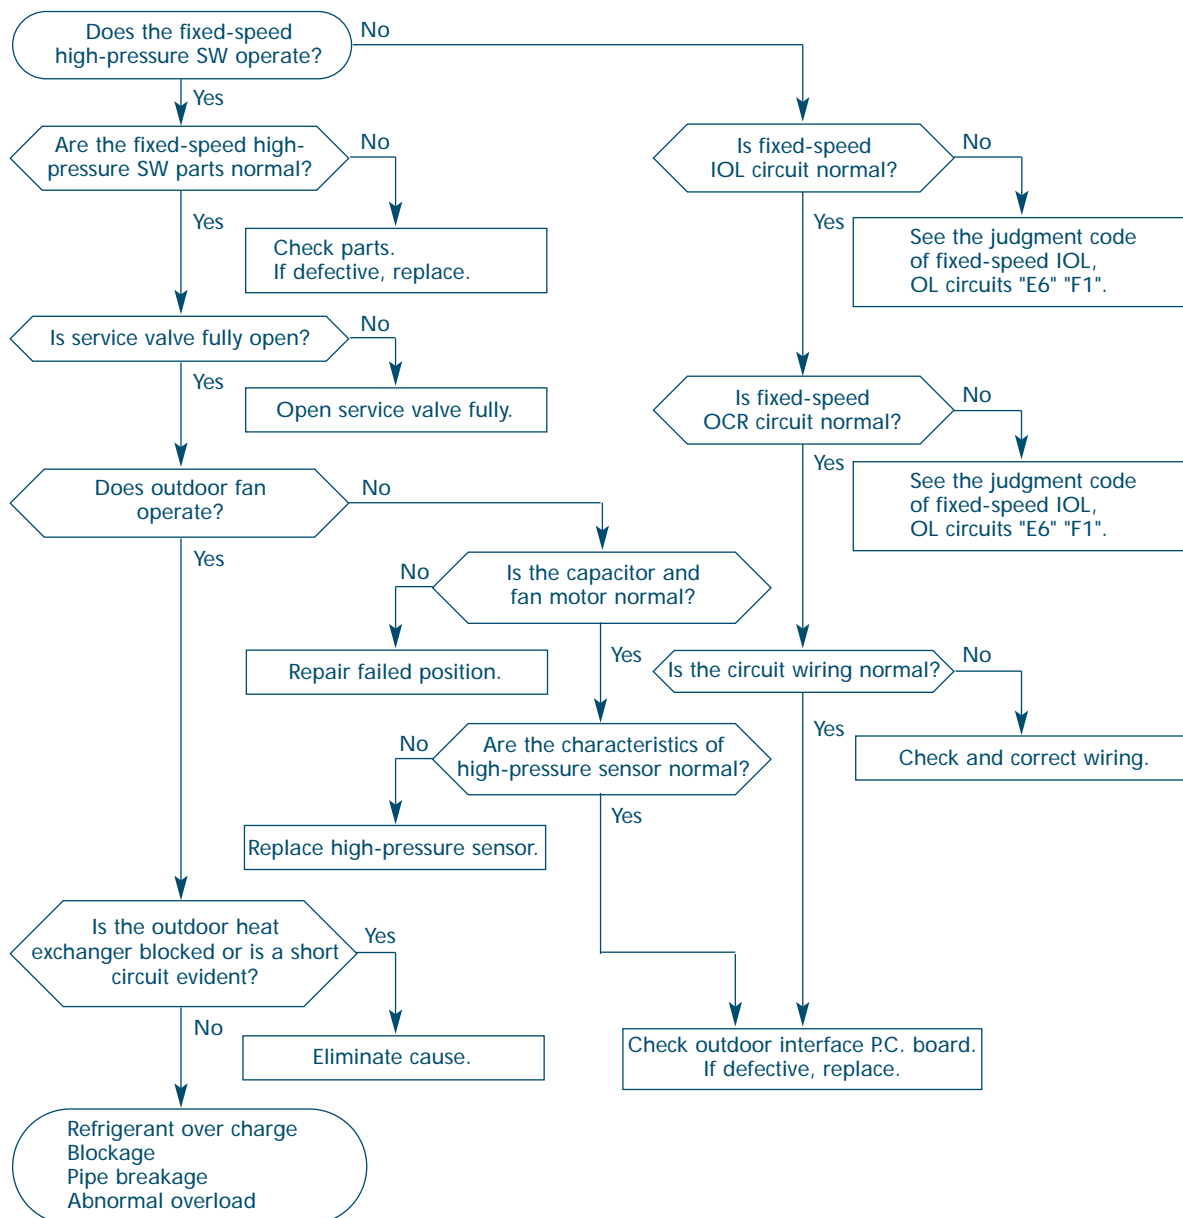 Does the fixed-speed
high-pressure SW operate?
No
Yes
Are the fixed-speed high-
pressure SW parts normal?
No
Yes
Check parts.
If defective, replace.
Is service valve fully open?
No
Yes
Open service valve fully.
Does outdoor fan
operate?
No
Yes
Is the capacitor and
fan motor normal?
No
Yes
Repair failed position.
Are the characteristics of
high-pressure sensor normal?
No
Yes
Replace high-pressure sensor.
Is the outdoor heat
exchanger blocked or is a short
circuit evident?
Yes
No
Eliminate cause.
Refrigerant over charge
Blockage
Pipe breakage
Abnormal overload
Is fixed-speed
IOL circuit normal?
No
Yes
See the judgment code
of fixed-speed IOL,
OL circuits "E6" "F1".
Is fixed-speed
OCR circuit normal?
No
Yes
See the judgment code
of fixed-speed IOL,
OL circuits "E6" "F1".
Is the circuit wiring normal?
No
Yes
Check and correct wiring.
Check outdoor interface P.C. board.
If defective, replace.